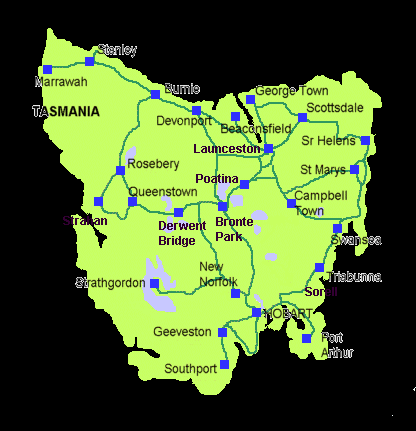 Stanley
Marrawah
Burnie
George Town
TASMANIA
Devonport
Beaconsfield
Scottsdale
Launceston
Sr Helens
Rosebery
Poatina
St Marys
Queenstown
Campbell
Town
Strahan
Derwent
Bridge
Bronte
Park
Swansea
New
Norfolk
Triabunna
Strathgordon
Sorell
HOBART
Geeveston
Port
Arthur
Southport